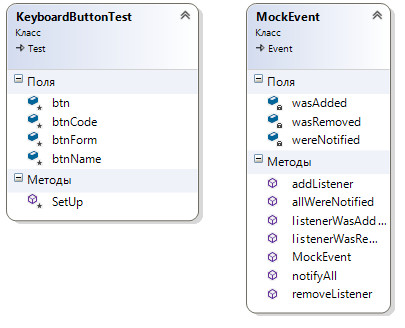 KeyboardButtonTest
Класс
Test
Поля
btn
btnCode
btnForm
btnName
Методы
SetUp
MockEvent
Класс
Event
Поля
wasAdded
wasRemoved
wereNotified
Методы
addListener
allWereNotified
listenerWasAdd...
listenerWasRe...
MockEvent
notifyAll
removeListener